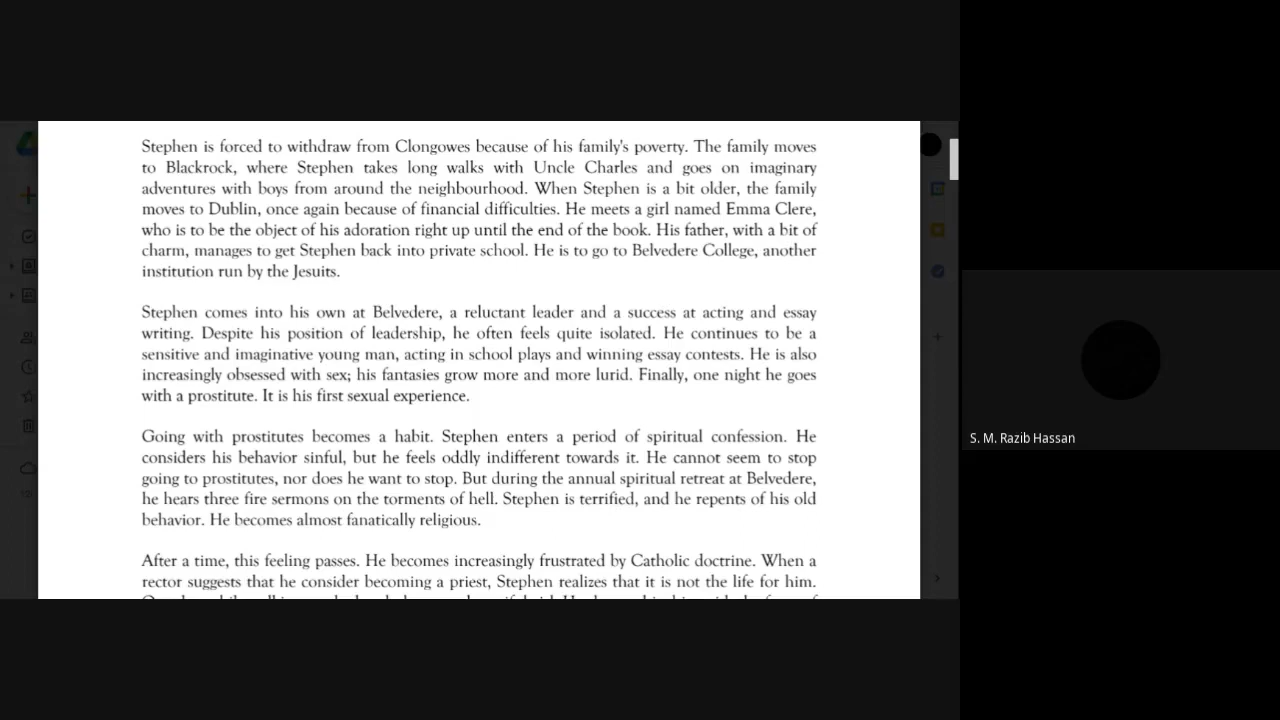 Stephen is forced to withdraw from Clongowes because of his family's poverty. The family moves
to Blackrock, where Stephen takes long walks with Uncle Charles and goes on imaginary
adventures with boys from around the neighbourhood. When Stephen is a bit older, the family
moves to Dublin, once again because of financial difficulties. He meets a girl named Emma Clere,
who is to be the object of his adoration right up until the end of the book. His father, with a bit of
charm, manages to get Stephen back into private school. He is to go to Belvedere College, another
institution run by the Jesuits.
Stephen comes into his own at Belvedere, a reluctant leader and a success at acting and essay
writing. Despite his position of leadership, he often feels quite isolated. He continues to be a
sensitive and imaginative young man, acting in school plays and winning essay contests. He is also
increasingly obsessed with sex; his fantasies grow more and more lurid. Finally, one night he goes
with a prostitute. It is his first sexual experience.
Going with prostitutes becomes a habit. Stephen enters a period of spiritual confession. He
considers his behavior sinful, but he feels oddly indifferent towards it. He cannot seem to stop
going to prostitutes, nor does he want to stop. But during the annual spiritual retreat at Belvedere,
he hears three fire sermons on the torments of hell. Stephen is terrified, and he repents of his old
behavior. He becomes almost fanatically religious.
After a time, this feeling passes. He becomes increasingly frustrated by Catholic doctrine. When a
rector suggests that he consider becoming a priest, Stephen realizes that it is not the life for him.
S. M. Razib Hassan